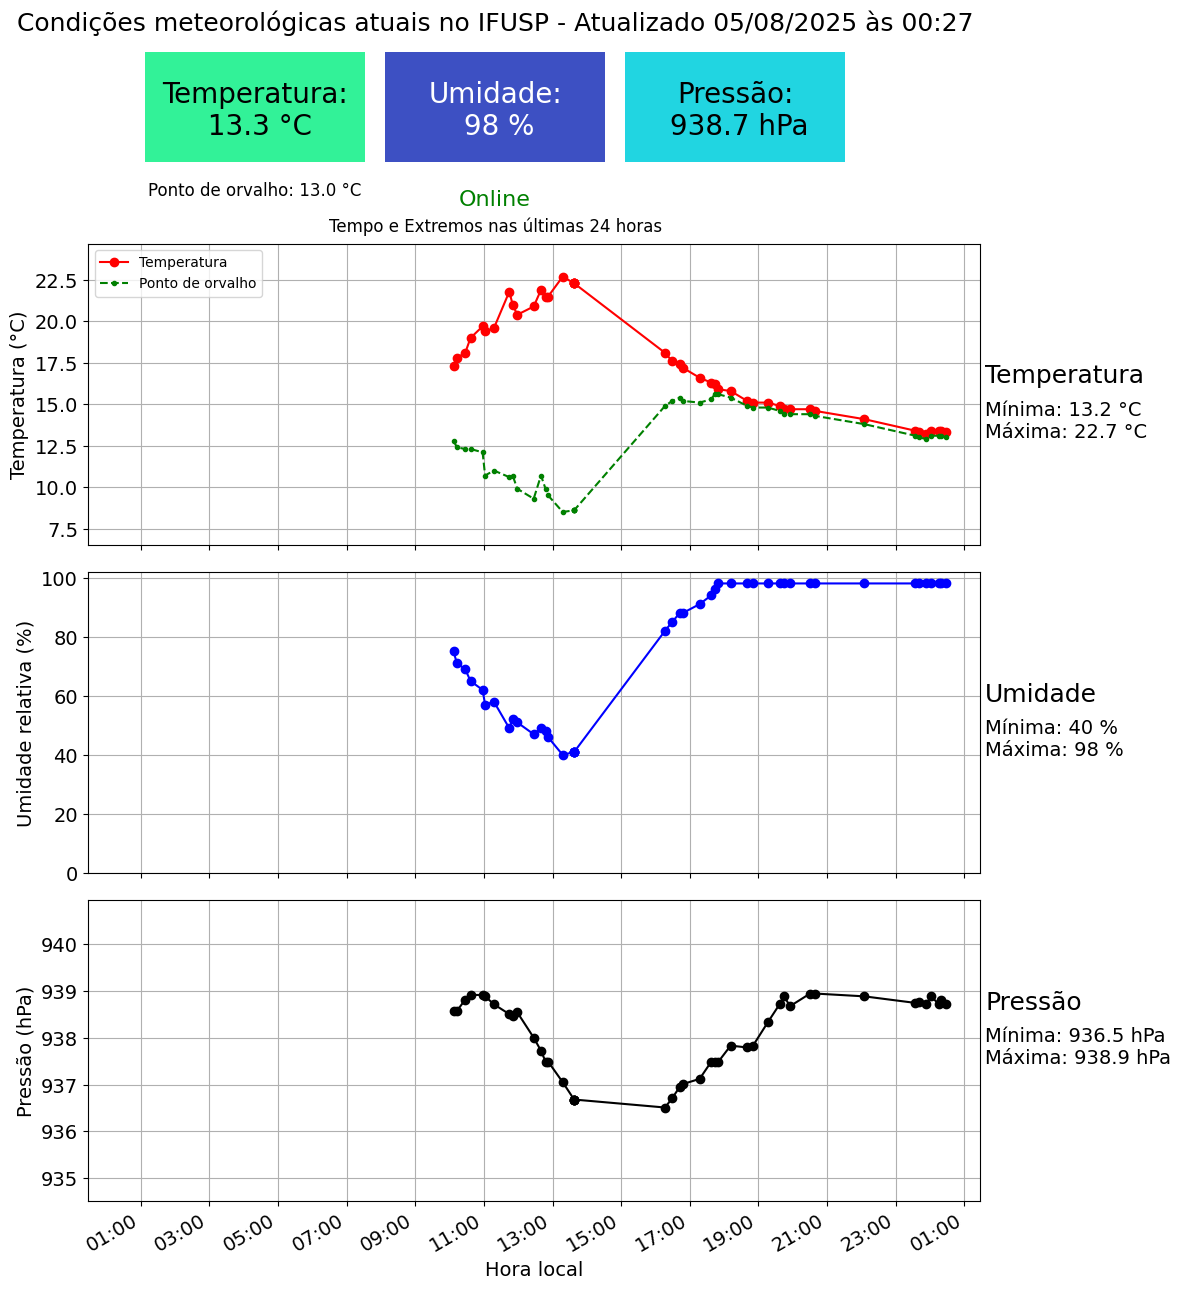 Condições meteorológicas atuais no IFUSP - Atualizado 05/08/2025 às 00:27
Temperatura:
13.3 °C
Umidade:
98 %
Pressão:
938.7 hPa
Ponto de orvalho: 13.0 °C
Online
Tempo e Extremos nas últimas 24 horas
Temperatura
Ponto de orvalho
Temperatura (°C)
22.5
20.0
17.5
15.0
12.5
10.0
7.5
Temperatura
Mínima: 13.2 °C
Máxima: 22.7 °C
Umidade relativa (%)
100
80
60
40
20
0
Umidade
Mínima: 40 %
Máxima: 98 %
Pressão (hPa)
940
939
938
937
936
935
Pressão
Mínima: 936.5 hPa
Máxima: 938.9 hPa
01:00 03:00 05:00 07:00 09:00 11:00 13:00 15:00 17:00 19:00 21:00 23:00 01:00
Hora local